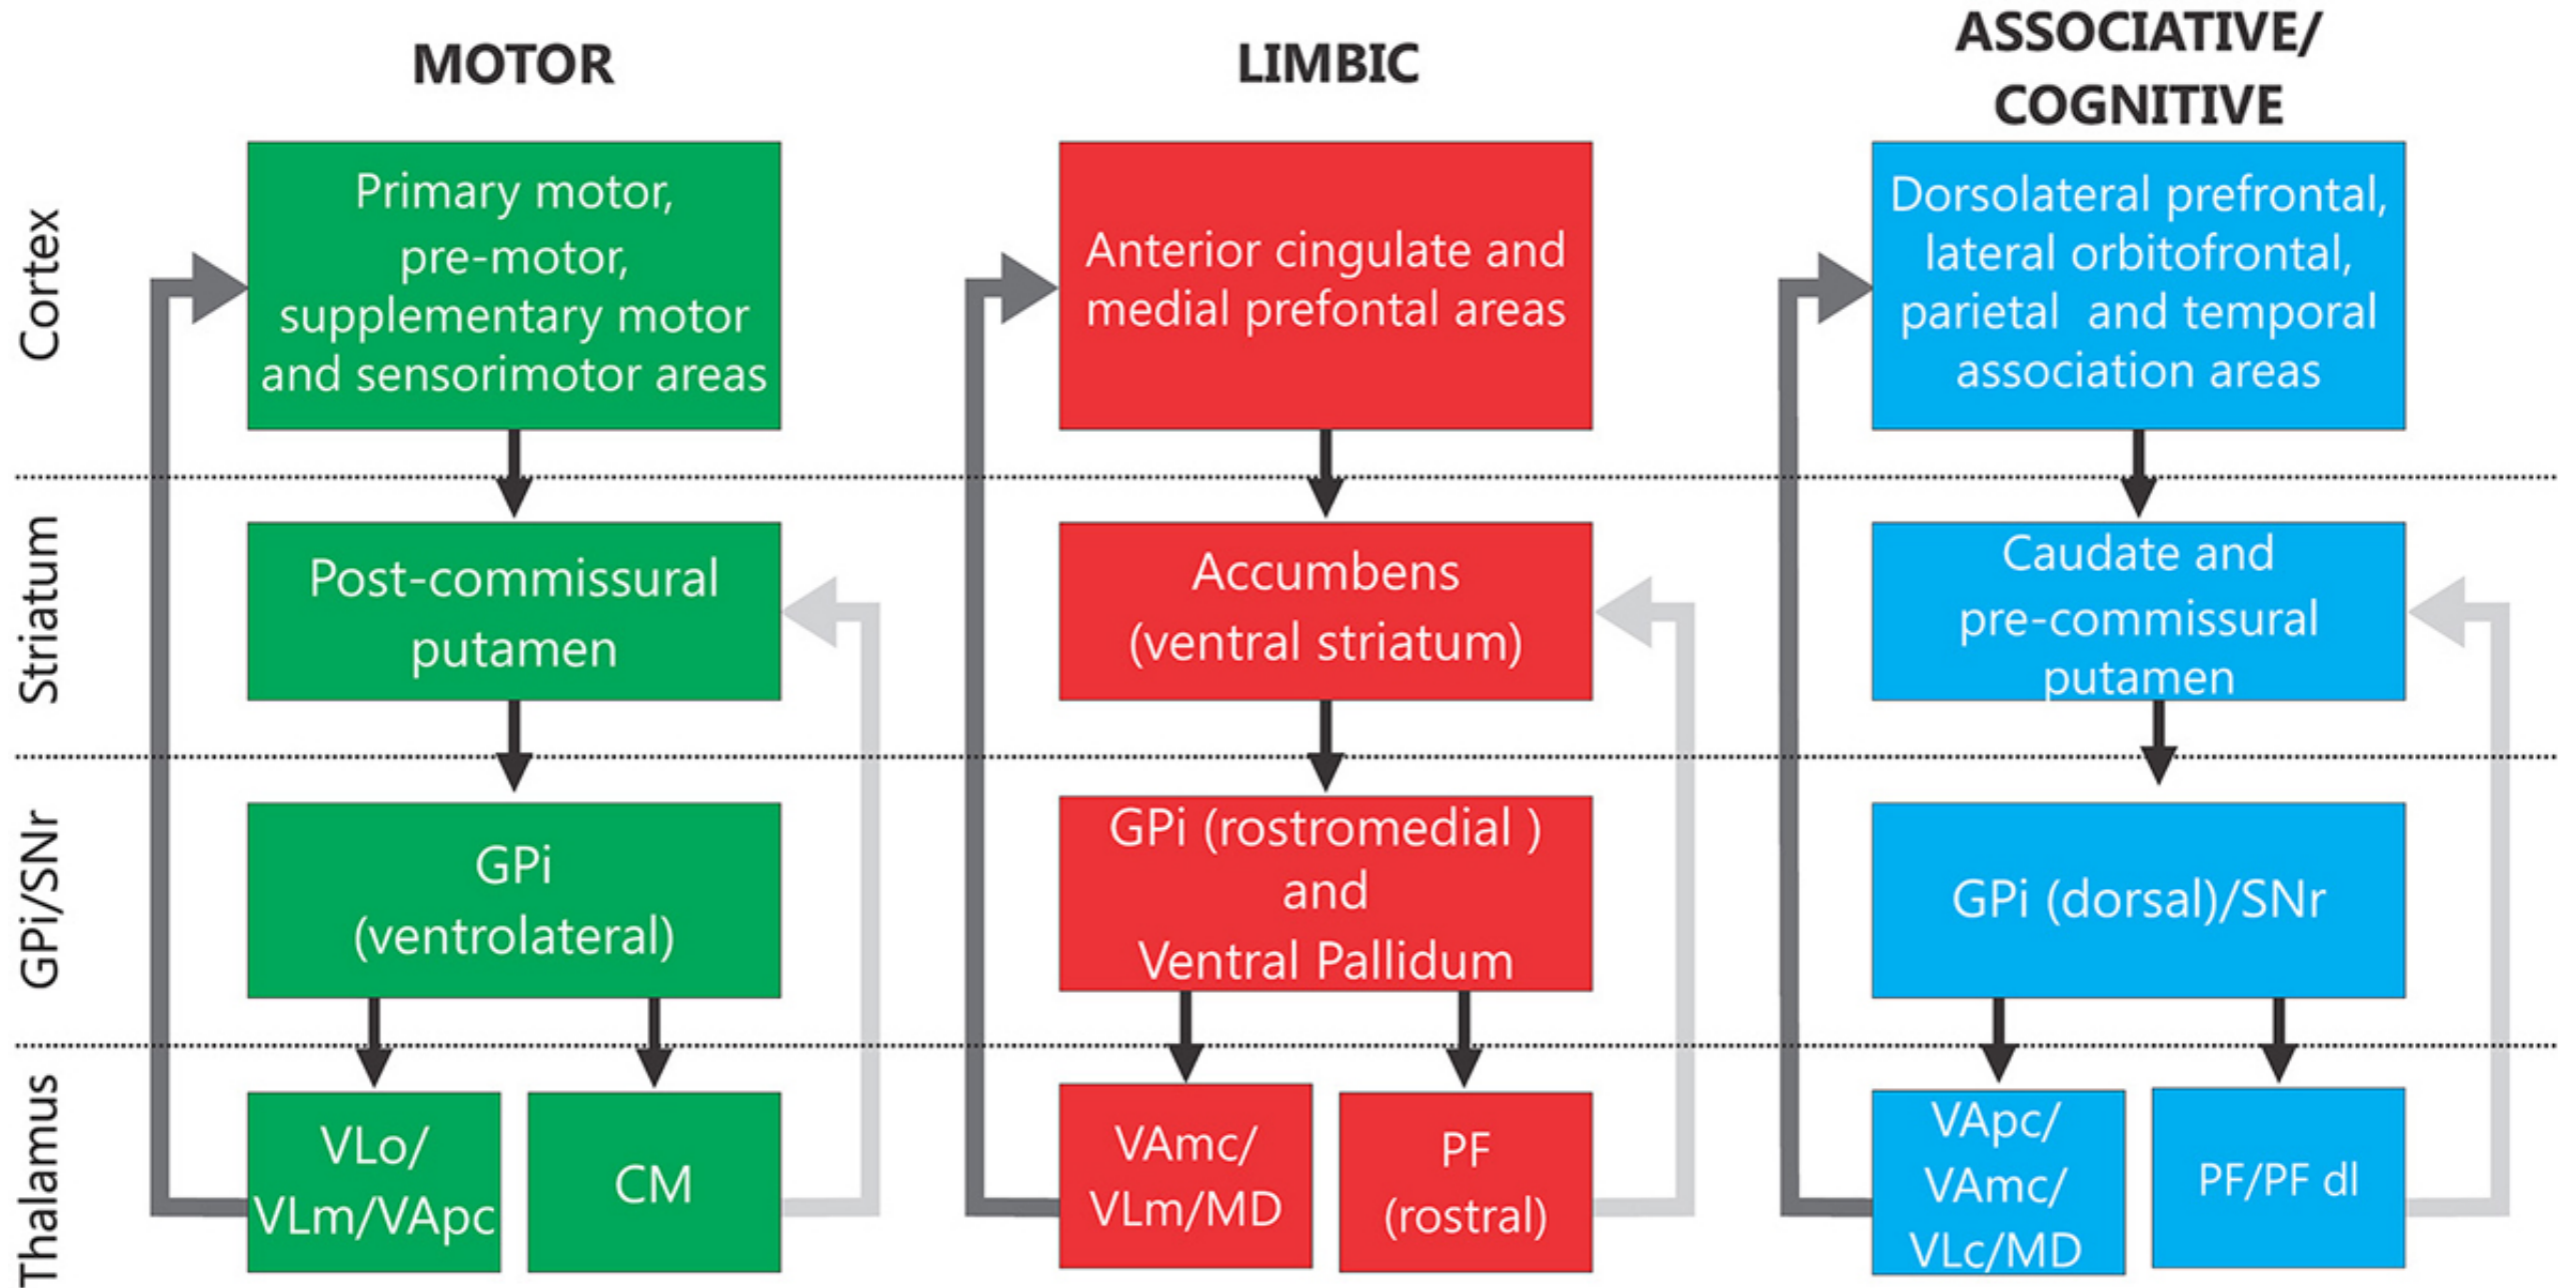 MOTOR
LIMBIC
ASSOCIATIVE/
COGNITIVE
Cortex
Primary motor,
pre-motor,
supplementary motor
and sensorimotor areas
Anterior cingulate and
medial prefontal areas
Dorsolateral prefrontal,
lateral orbitofrontal,
parietal and temporal
association areas
Striatum
Post-commissural
putamen
Accumbens
(ventral striatum)
Caudate and
pre-commissural
putamen
GPi/SNr
GPi
(ventrolateral)
GPi (rostromedial )
and
Ventral Pallidum
GPi (dorsal)/SNr
Thalamus
VLo/
VLm/VApc
CM
VAmc/
VLm/MD
PF
(rostral)
VApc/
VAmc/
VLc/MD
PF/PF dl